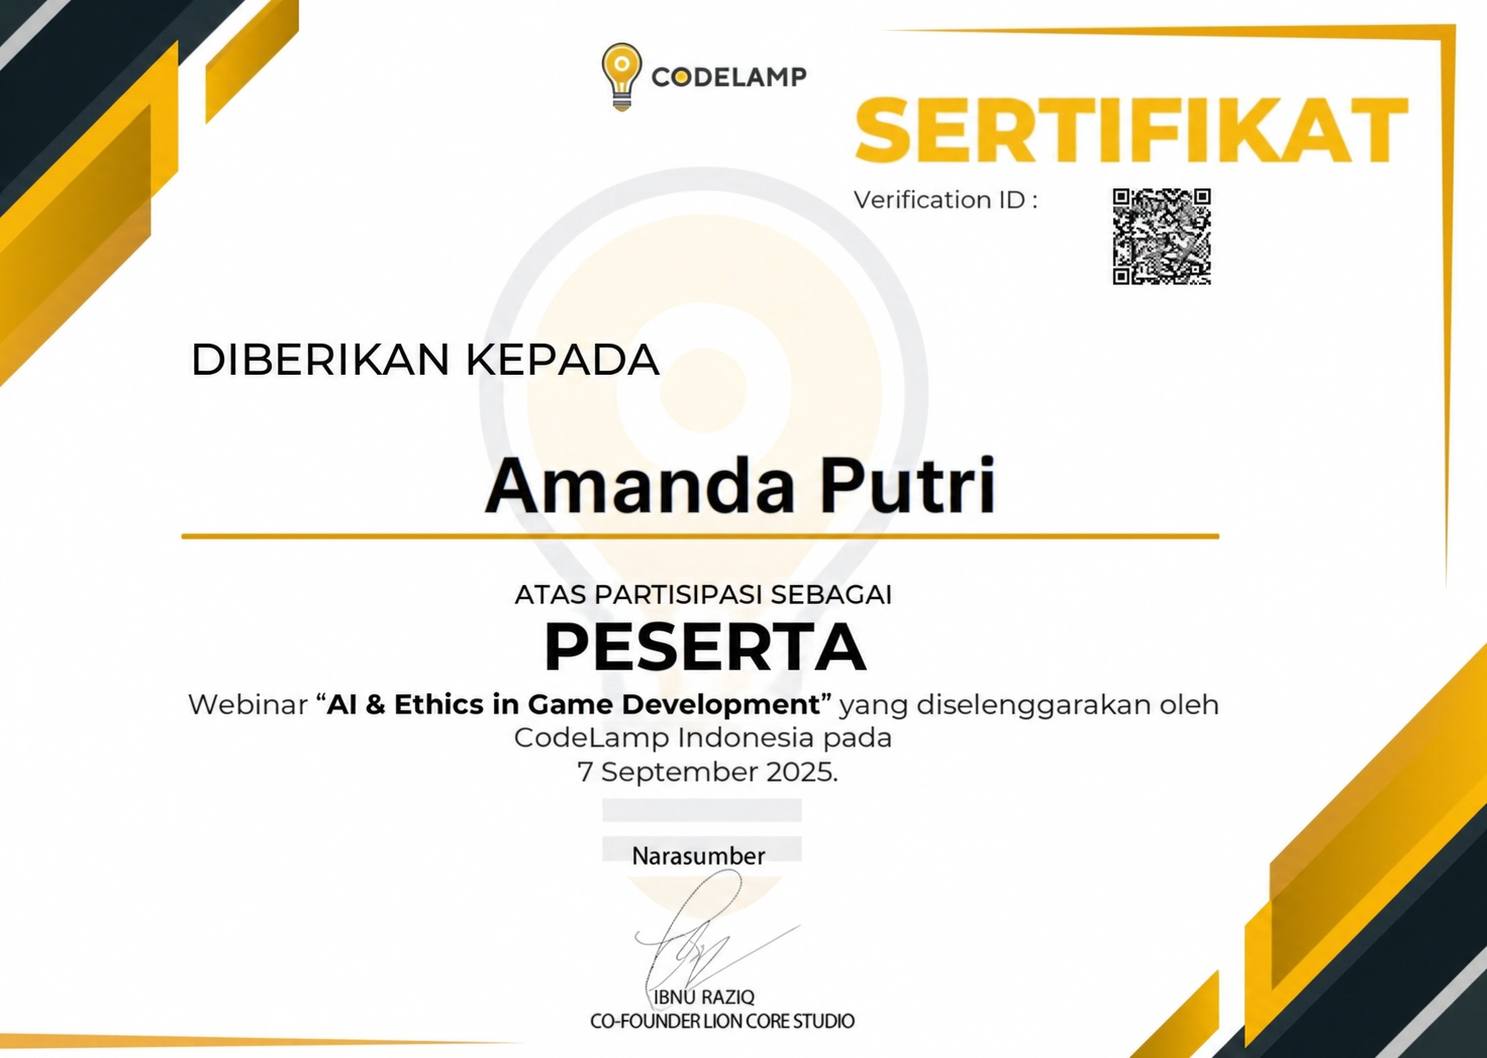 CODELAMP
SERTIFIKAT
Verification ID :
DIBERIKAN KEPADA
Amanda Putri
ATAS PARTISIPASI SEBAGAI
PESERTA
Webinar “AI & Ethics in Game Development” yang diselenggarakan oleh
CodeLamp Indonesia pada
7 September 2025.
Narasumber
IBNU RAZIQ
CO-FOUNDER LION CORE STUDIO